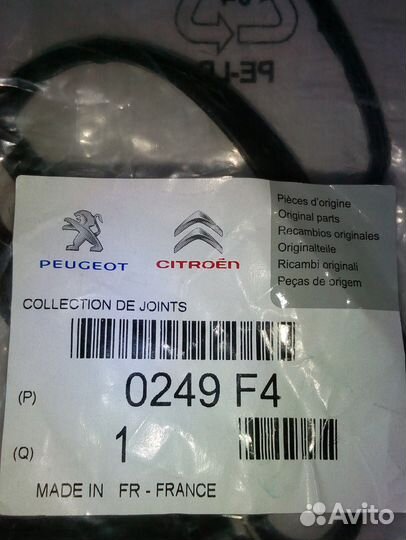 PE-L
Pièces d'origine
Original parts
Recambios originales
Originalteile
Ricambi originali
Peças de origem
PEUGEOT
CITROËN
COLLECTION DE JOINTS
(P) 0249 F4
(Q) 1
MADE IN FR - FRANCE
Avito